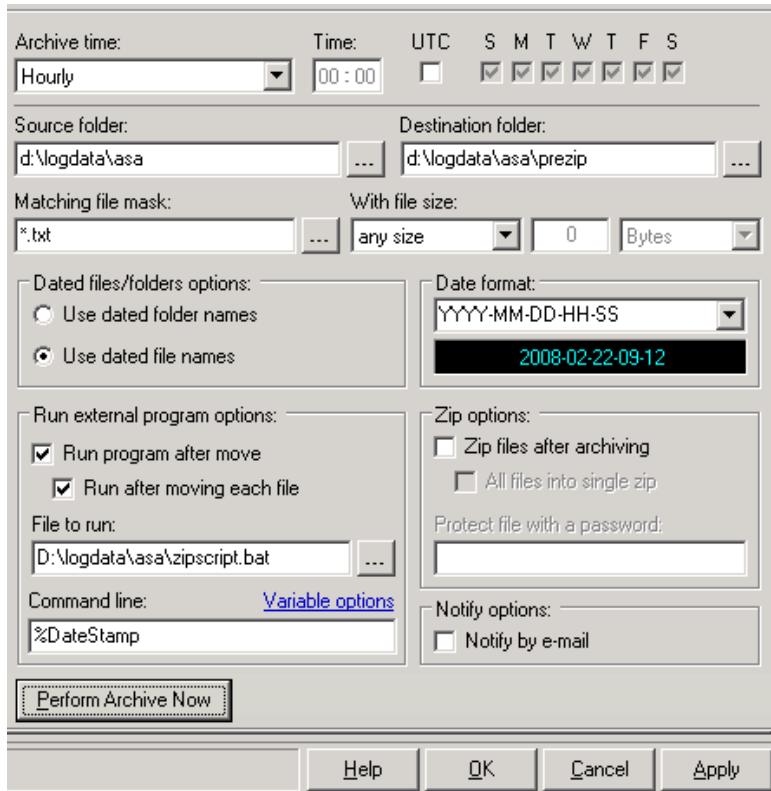 Archive time: Time: UTC S M T W T F S
Hourly 00 : 00
Source folder: Destination folder:
d:\logdata\asa ... d:\logdata\asa\prezip ...
Matching file mask: With file size:
*.txt ... any size 0 Bytes
Dated files/folders options: Date format:
Use dated folder names YYYY-MM-DD-HH-SS
Use dated file names 2008-02-22-09-12
Run external program options: Zip options:
Run program after move Zip files after archiving
Run after moving each file All files into single zip
File to run: Protect file with a password:
D:\logdata\asa\zipscript.bat ...
Command line: Variable options Notify options:
%DateStamp Notify by e-mail
Perform Archive Now
Help OK Cancel Apply